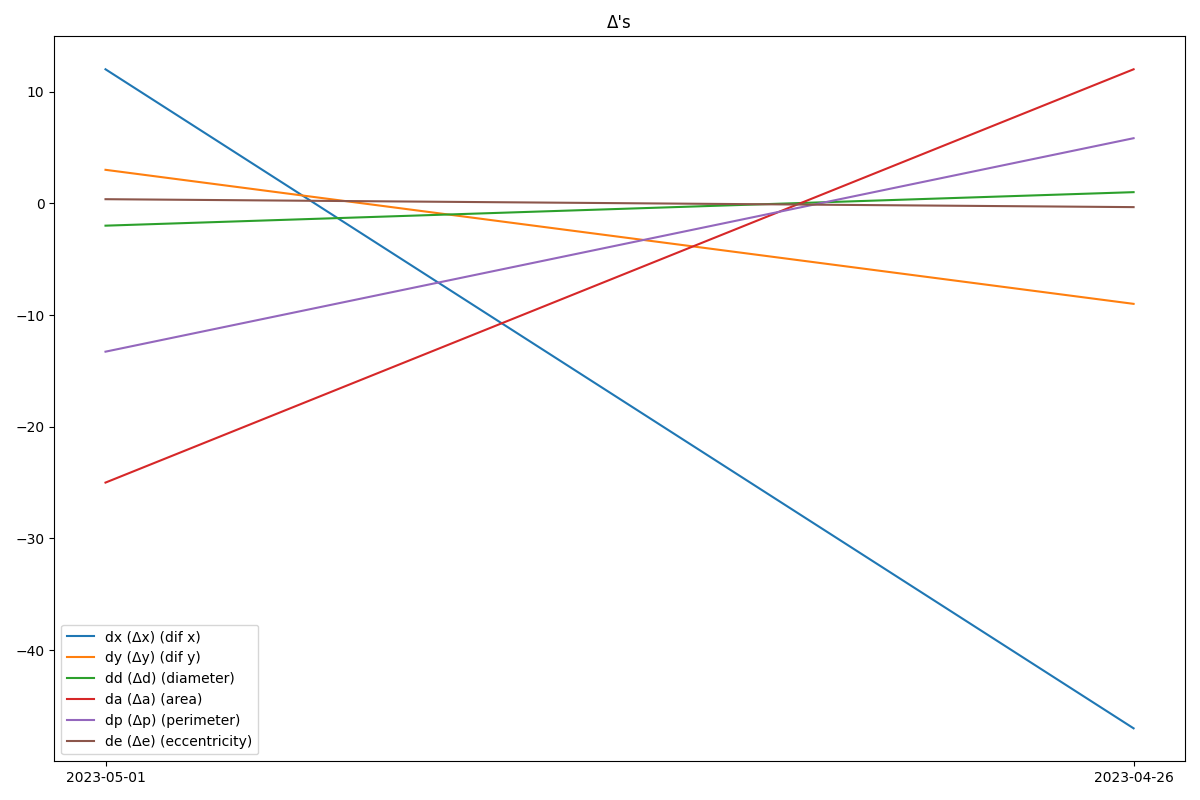 Δ's
10
0
−10
−20
−30
−40
dx (Δx) (dif x)
dy (Δy) (dif y)
dd (Δd) (diameter)
da (Δa) (area)
dp (Δp) (perimeter)
de (Δe) (eccentricity)
2023-05-01 2023-04-26